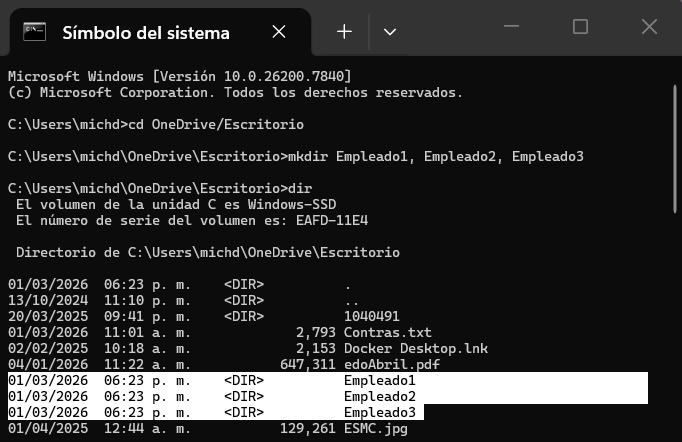 Símbolo del sistema
Microsoft Windows [Versión 10.0.26200.7840]
(c) Microsoft Corporation. Todos los derechos reservados.
C:\Users\michd>cd OneDrive/Escritorio
C:\Users\michd\OneDrive\Escritorio>mkdir Empleado1, Empleado2, Empleado3
C:\Users\michd\OneDrive\Escritorio>dir
El volumen de la unidad C es Windows-SSD
El número de serie del volumen es: EAFD-11E4
Directorio de C:\Users\michd\OneDrive\Escritorio
01/03/2026  06:23 p. m.    <DIR>          .
13/10/2024  11:10 p. m.    <DIR>          ..
20/03/2025  09:41 p. m.    <DIR>          1040491
01/03/2026  11:01 a. m.             2,793 Contras.txt
02/02/2025  10:18 a. m.             2,153 Docker Desktop.lnk
04/01/2026  11:22 a. m.           647,311 edoAbril.pdf
01/03/2026  06:23 p. m.    <DIR>          Empleado1
01/03/2026  06:23 p. m.    <DIR>          Empleado2
01/03/2026  06:23 p. m.    <DIR>          Empleado3
01/04/2025  12:44 a. m.           129,261 ESMC.jpg